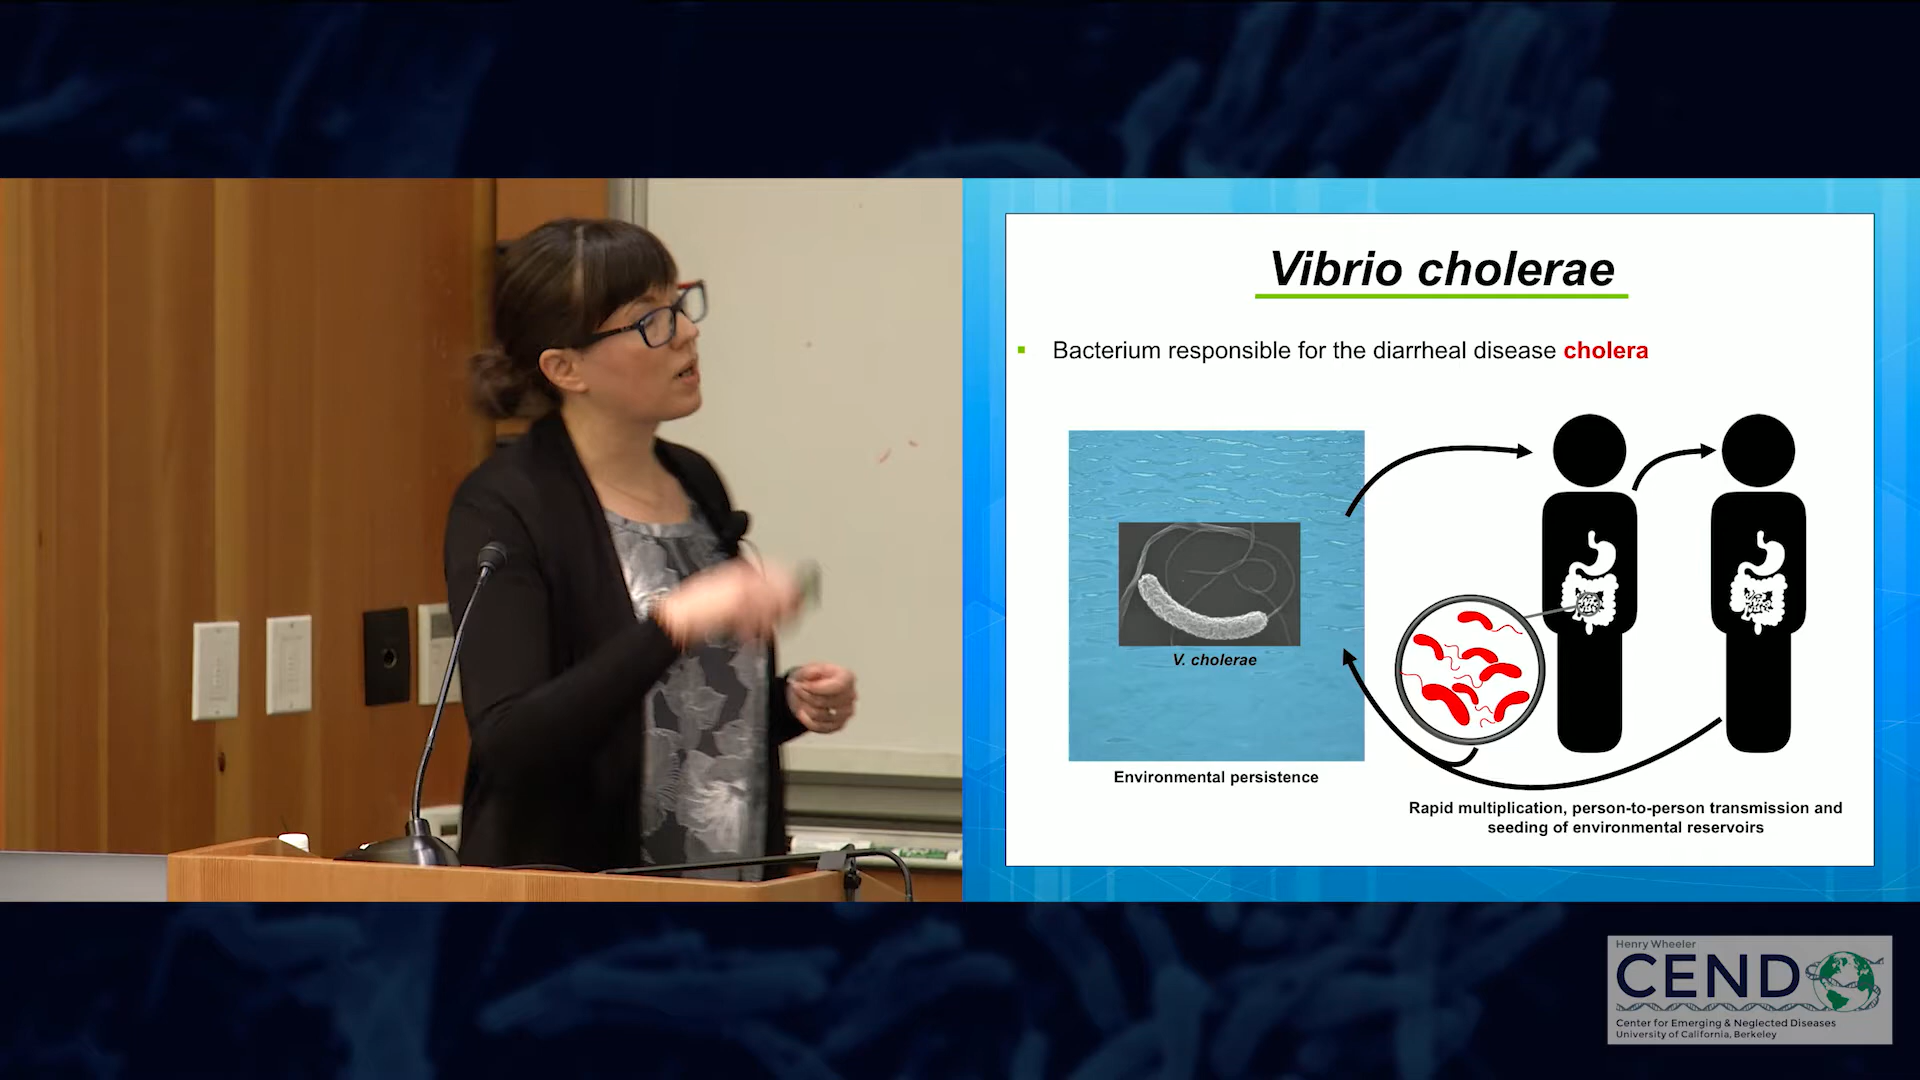 Vibrio cholerae
Bacterium responsible for the diarrheal disease cholera
V. cholerae
Environmental persistence
Rapid multiplication, person-to-person transmission and
seeding of environmental reservoirs
Henry Wheeler
CEND
Center for Emerging & Neglected Diseases
University of California, Berkeley